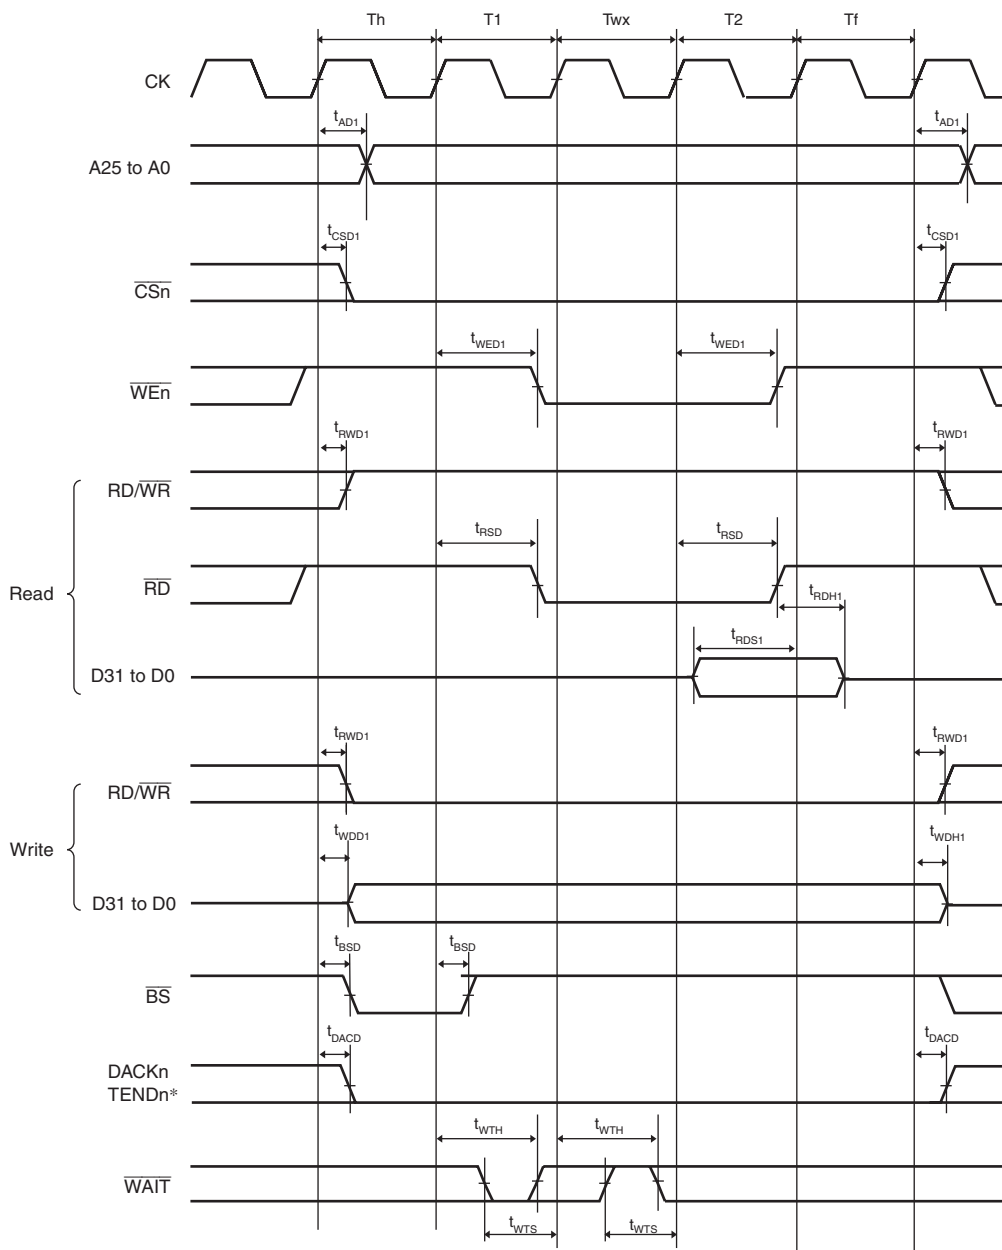 Th T1 Twx T2 Tf
CK
tAD1 tAD1
A25 to A0
tCSD1 tCSD1
CSn
tWED1 tWED1
WEn
tRWD1 tRWD1
RD/WR
tRSD tRSD
Read
RD
tRDH1
tRDS1
D31 to D0
tRWD1 tRWD1
RD/WR
Write
tWDD1 tWDH1
D31 to D0
tBSD tBSD
BS
tDACD tDACD
DACKn
TENDn*
tWTH tWTH
WAIT
tWTS tWTS